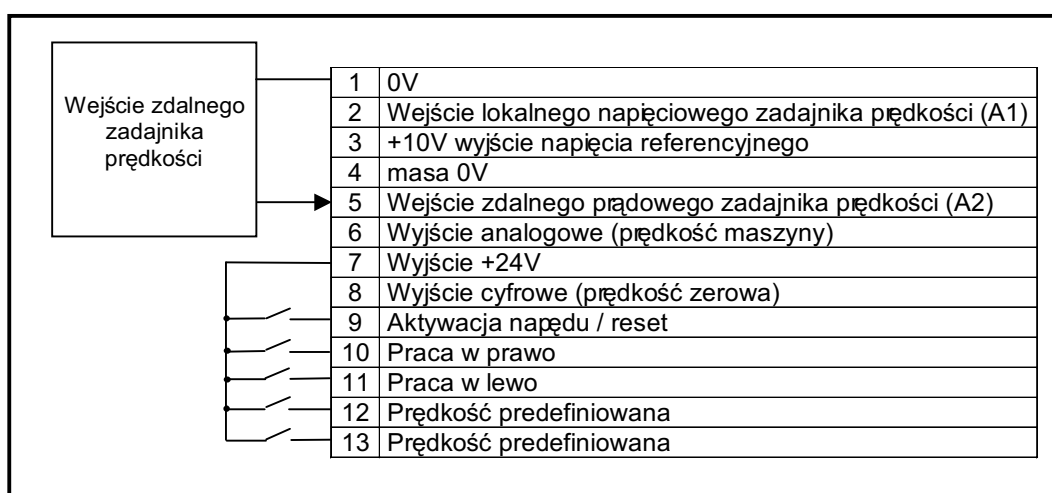 Wejście zdalnego
zadajnika
prędkości
1 0V
2 Wejście lokalnego napięciowego zadajnika prędkości (A1)
3 +10V wyjście napięcia referencyjnego
4 masa 0V
5 Wejście zdalnego prądowego zadajnika prędkości (A2)
6 Wyjście analogowe (prędkość maszyny)
7 Wyjście +24V
8 Wyjście cyfrowe (prędkość zerowa)
9 Aktywacja napędu / reset
10 Praca w prawo
11 Praca w lewo
12 Prędkość predefiniowana
13 Prędkość predefiniowana